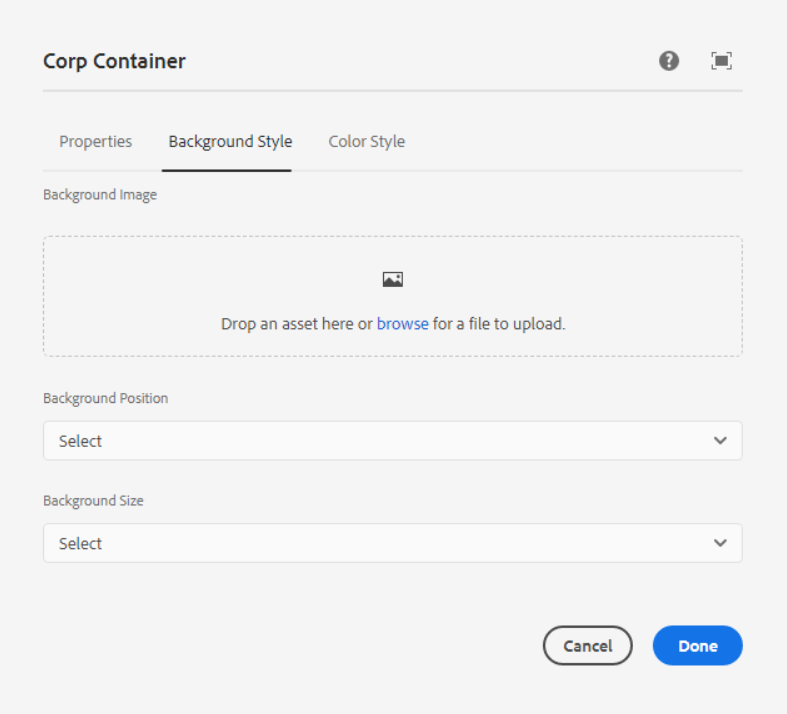 Corp Container
Properties Background Style Color Style
Background Image
Drop an asset here or browse for a file to upload.
Background Position
Select
Background Size
Select
Cancel Done